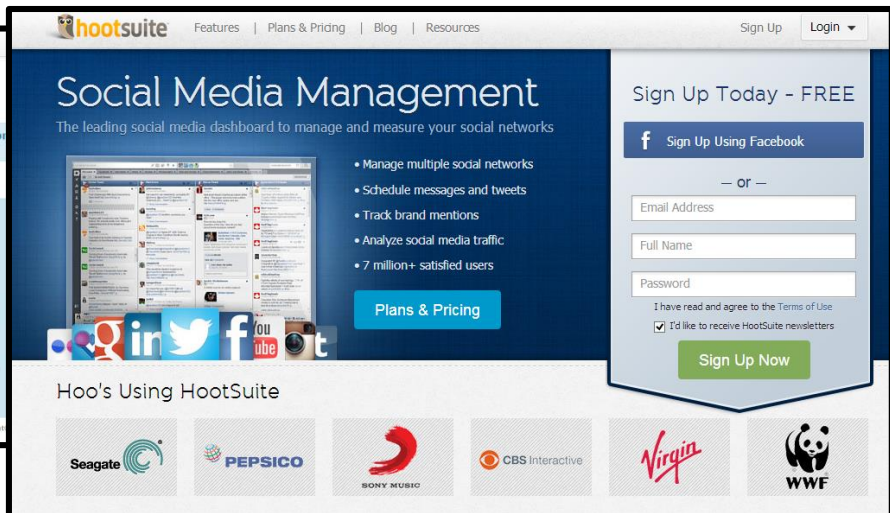 hootsuite Features | Plans & Pricing | Blog | Resources Sign Up Login
Social Media Management
The leading social media dashboard to manage and measure your social networks
• Manage multiple social networks
• Schedule messages and tweets
• Track brand mentions
• Analyze social media traffic
• 7 million+ satisfied users
Plans & Pricing
g in f You Tube t
Sign Up Today - FREE
f Sign Up Using Facebook
— or —
Email Address
Full Name
Password
I have read and agree to the Terms of Use
I'd like to receive HootSuite newsletters
Sign Up Now
Hoo's Using HootSuite
Seagate PEPSICO SONY MUSIC CBS Interactive Virgin WWF